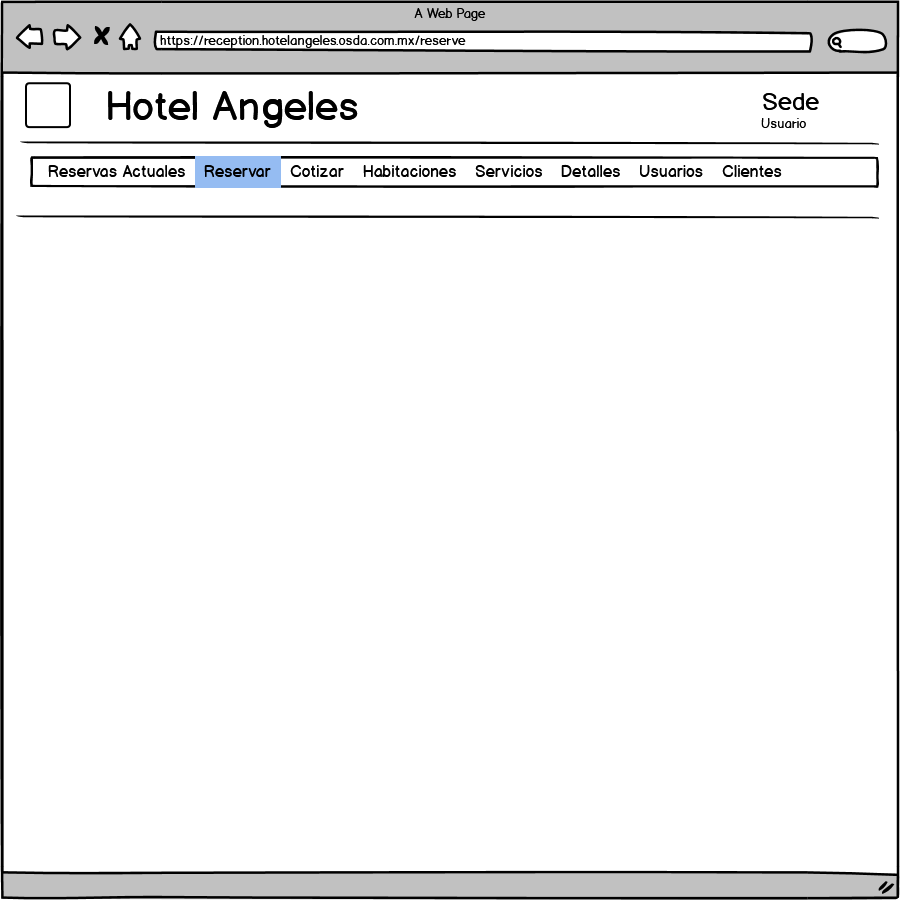 A Web Page
https://reception.hotelangeles.osda.com.mx/reserve
Hotel Angeles
Sede
Usuario
Reservas Actuales Reservar Cotizar Habitaciones Servicios Detalles Usuarios Clientes